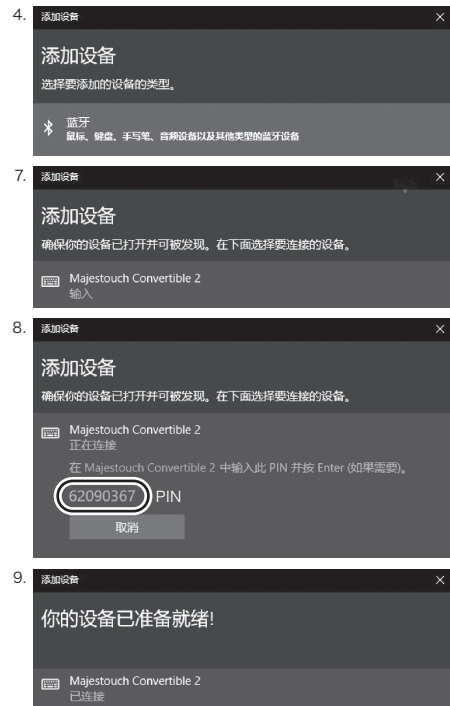 4.
添加设备
添加设备
选择要添加的设备的类型。
蓝牙
鼠标、键盘、手写笔、音频设备以及其他类型的蓝牙设备
7.
添加设备
添加设备
确保你的设备已打开并可被发现。在下面选择要连接的设备。
Majestouch Convertible 2
输入
8.
添加设备
添加设备
确保你的设备已打开并可被发现。在下面选择要连接的设备。
Majestouch Convertible 2
正在连接
在 Majestouch Convertible 2 中输入此 PIN 并按 Enter (如果需要)。
62090367 PIN
取消
9.
添加设备
你的设备已准备就绪!
Majestouch Convertible 2
已连接